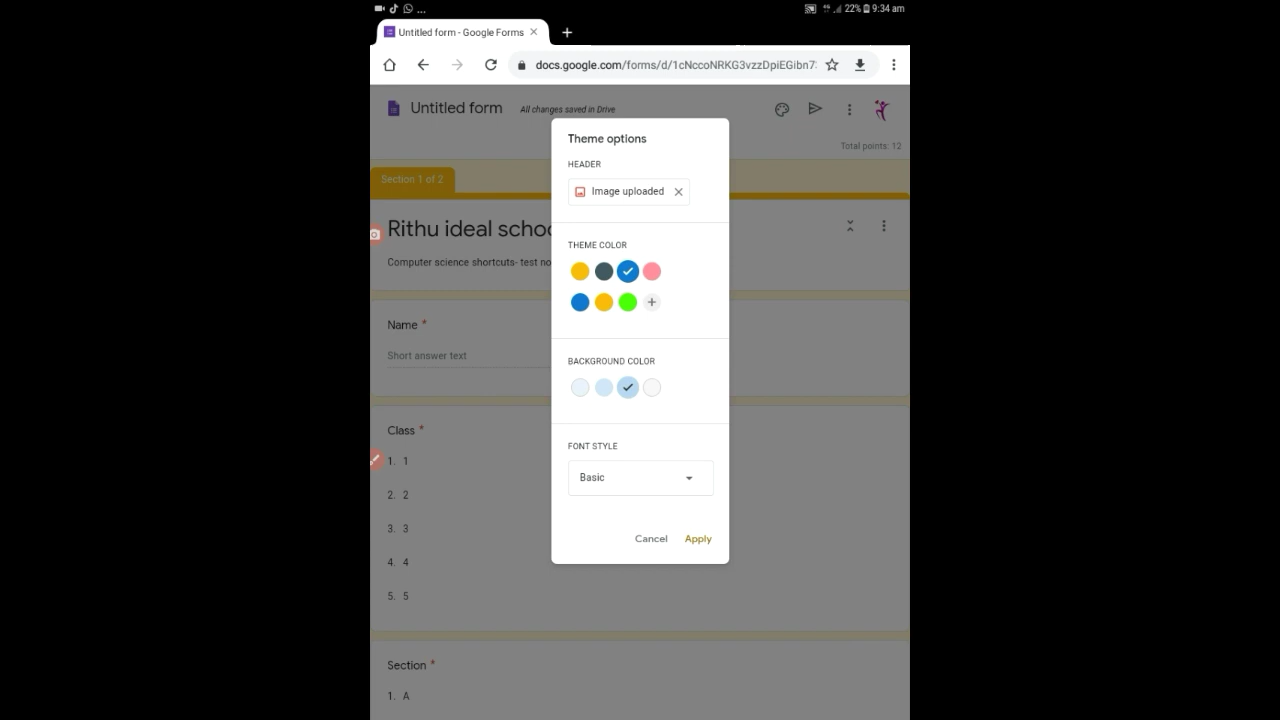 ...
22% 9:34 am
Untitled form - Google Forms
docs.google.com/forms/d/1cNccoNRKG3vzzDpiEGibn7
Untitled form All changes saved in Drive
Total points: 12
Section 1 of 2
Rithu ideal schoo
Computer science shortcuts- test no
Name *
Short answer text
Class *
1. 1
2. 2
3. 3
4. 4
5. 5
Section *
1. A
Theme options
HEADER
Image uploaded
THEME COLOR
BACKGROUND COLOR
FONT STYLE
Basic
Cancel Apply